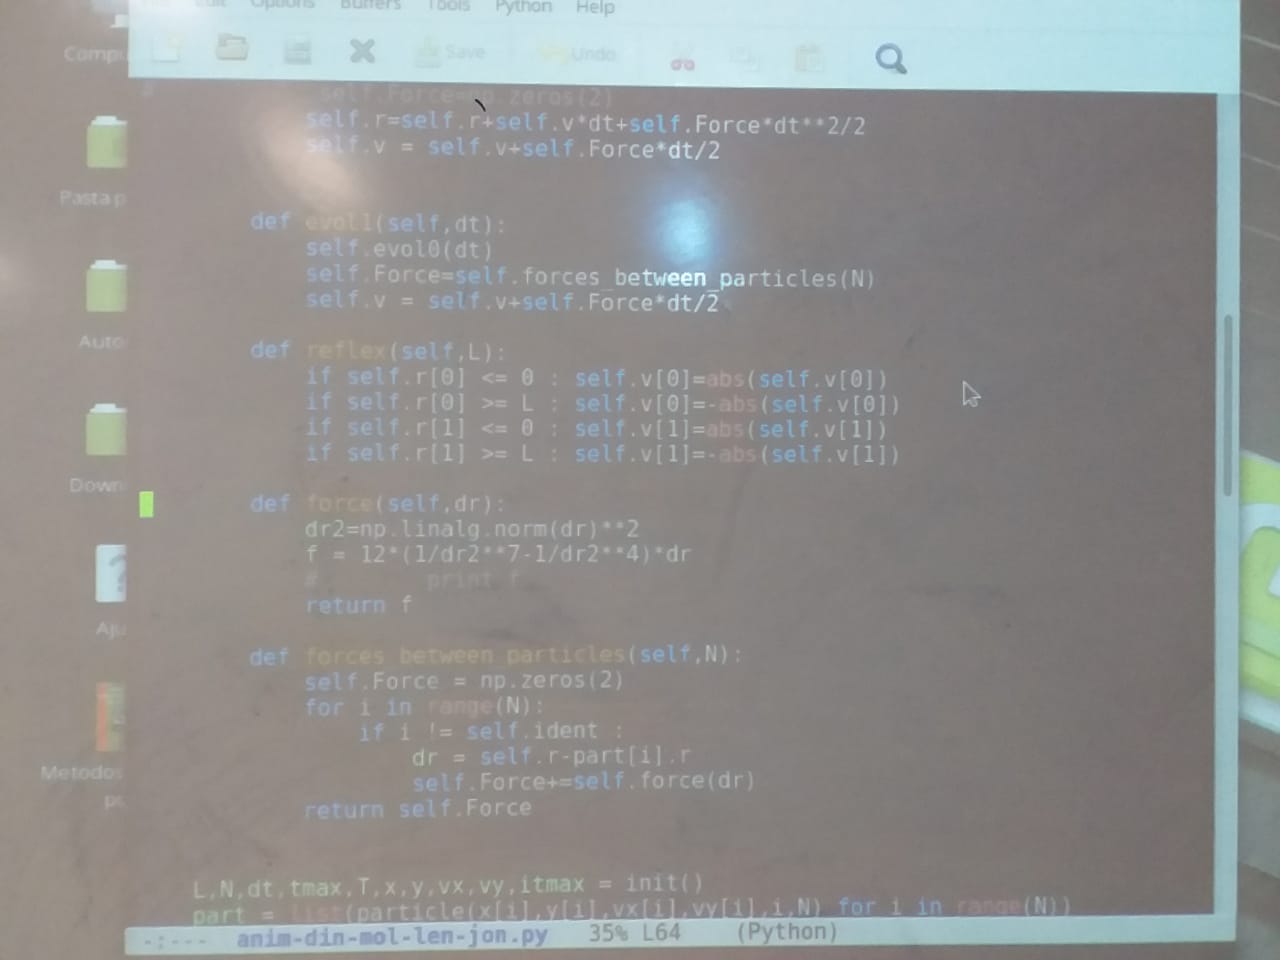 Edit Options Buffers Tools Python Help
Save Undo
# self.Force=np.zeros(2)
self.r=self.r+self.v*dt+self.Force*dt**2/2
self.v = self.v+self.Force*dt/2
def evol1(self,dt):
self.evol0(dt)
self.Force=self.forces_between_particles(N)
self.v = self.v+self.Force*dt/2
def reflex(self,L):
if self.r[0] <= 0 : self.v[0]=abs(self.v[0])
if self.r[0] >= L : self.v[0]=-abs(self.v[0])
if self.r[1] <= 0 : self.v[1]=abs(self.v[1])
if self.r[1] >= L : self.v[1]=-abs(self.v[1])
def force(self,dr):
dr2=np.linalg.norm(dr)**2
f = 12*(1/dr2**7-1/dr2**4)*dr
# print f
return f
def forces_between_particles(self,N):
self.Force = np.zeros(2)
for i in range(N):
if i != self.ident :
dr = self.r-part[i].r
self.Force+=self.force(dr)
return self.Force
L,N,dt,tmax,T,x,y,vx,vy,itmax = init()
part = list(particle(x[i],y[i],vx[i],vy[i],i,N) for i in range(N))
-:--- anim-din-mol-len-jon.py 35% L64 (Python)
Compu
Pasta p
Auto
Down
Aju
Metodos